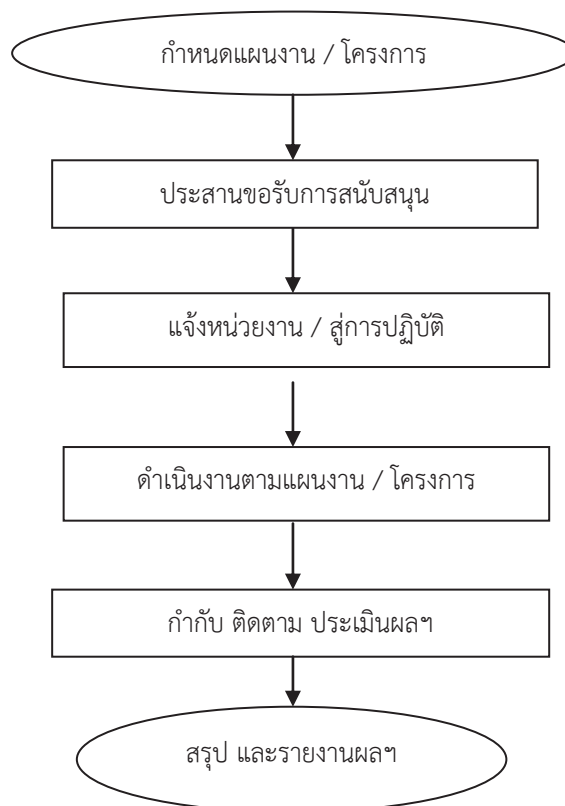 กำหนดแผนงาน / โครงการ
ประสานขอรับการสนับสนุน
แจ้งหน่วยงาน / สู่การปฏิบัติ
ดำเนินงานตามแผนงาน / โครงการ
กำกับ ติดตาม ประเมินผลฯ
สรุป และรายงานผลฯ